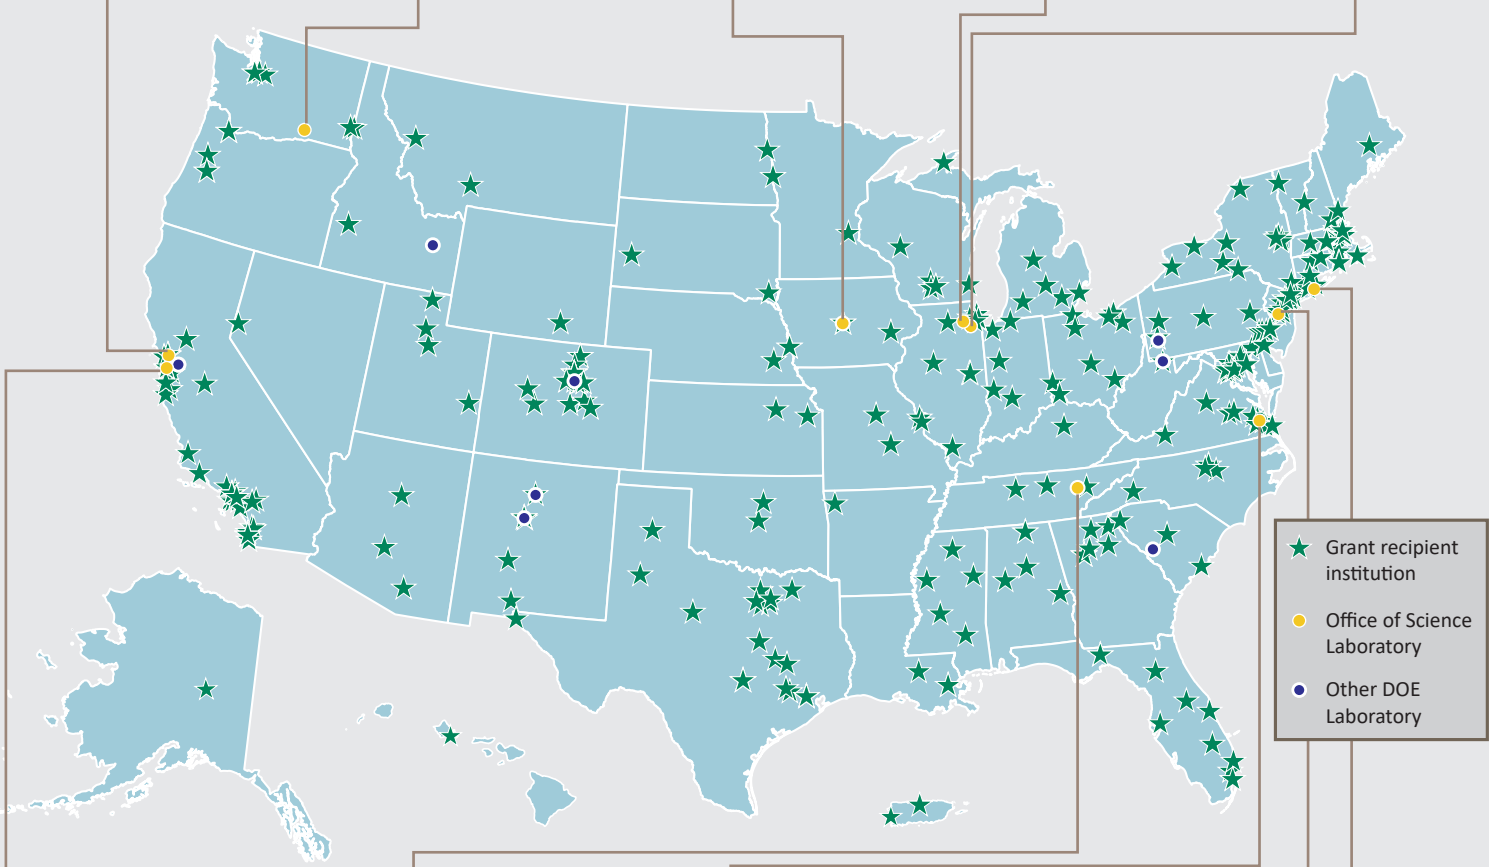 Grant recipient
institution
Office of Science
Laboratory
Other DOE
Laboratory